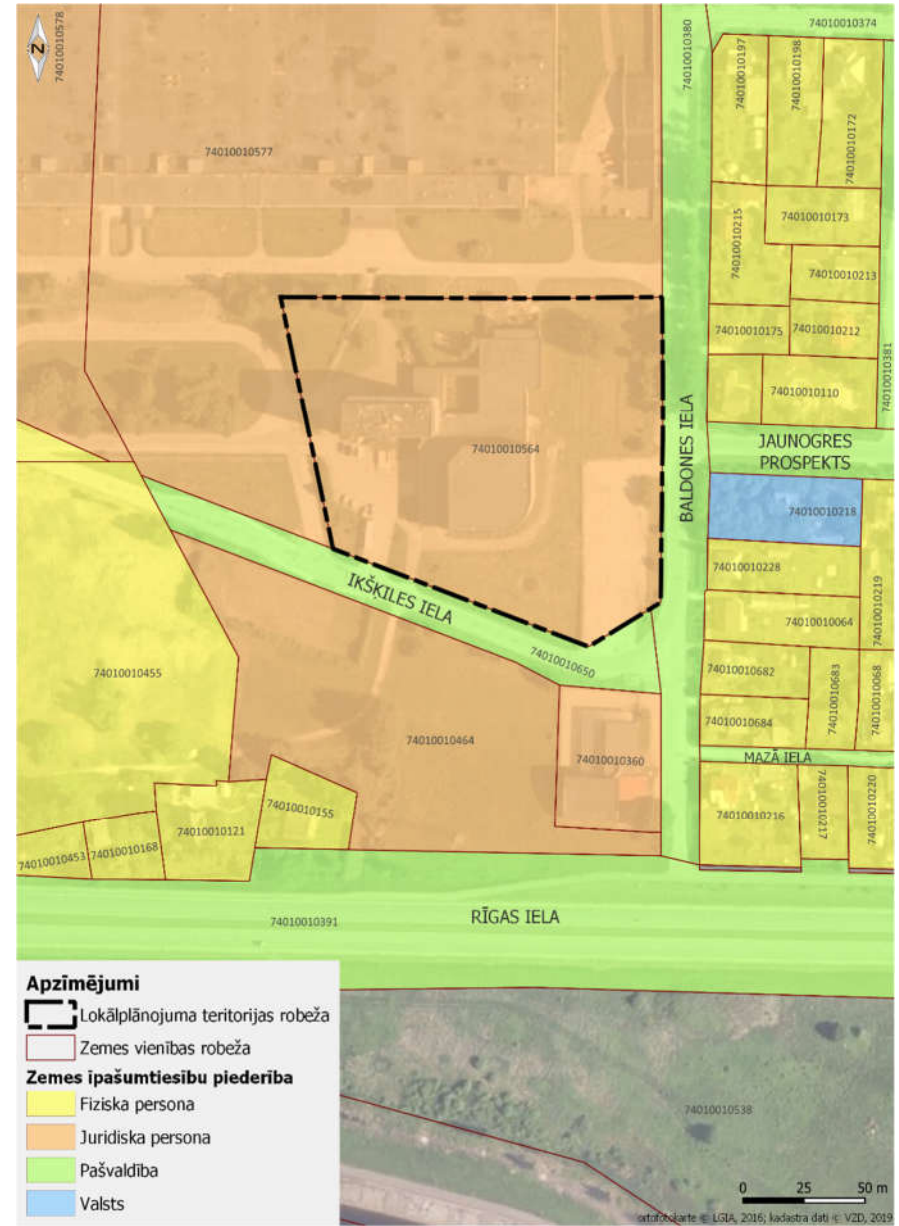 Z
74010010578
74010010380
74010010374
74010010197
74010010198
74010010172
74010010577
74010010173
74010010215
74010010213
74010010175
74010010212
74010010381
74010010110
BALDONES IELA
JAUNOGRES
PROSPEKTS
74010010564
74010010218
74010010228
74010010219
IKŠĶILES IELA
74010010064
74010010650
74010010455
74010010682
74010010683
74010010068
74010010684
74010010464
74010010360
MAZĀ IELA
74010010155
74010010216
74010010217
74010010220
74010010121
74010010453
74010010168
74010010391
RĪGAS IELA
Apzīmējumi
Lokālplānojuma teritorijas robeža
Zemes vienības robeža
Zemes īpašumtiesību piederība
Fiziska persona
Juridiska persona
Pašvaldība
Valsts
74010010538
0 25 50 m
ortofotokarte © LĢIA, 2016; kadastra dati © VZD, 2019